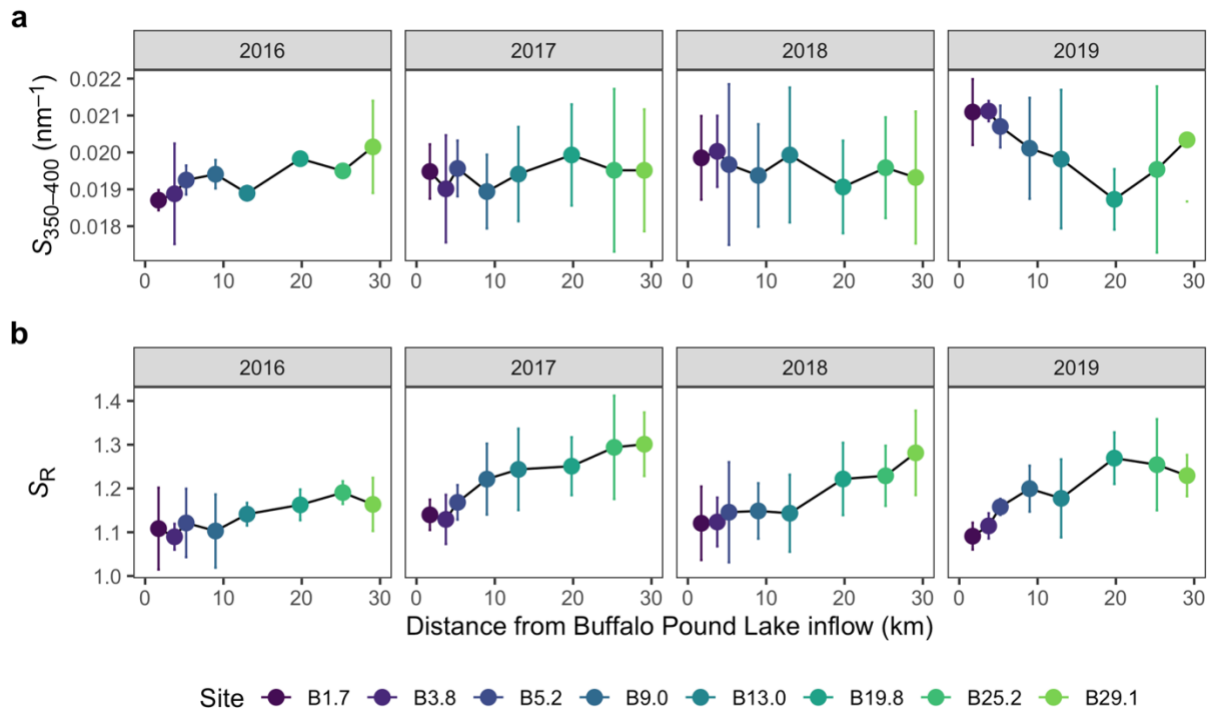 a
2016 2017 2018 2019
S350–400 (nm−1)
0.022
0.021
0.020
0.019
0.018
0 10 20 30 0 10 20 30 0 10 20 30 0 10 20 30
b
2016 2017 2018 2019
SR
1.4
1.3
1.2
1.1
1.0
0 10 20 30 0 10 20 30 0 10 20 30 0 10 20 30
Distance from Buffalo Pound Lake inflow (km)
Site B1.7 B3.8 B5.2 B9.0 B13.0 B19.8 B25.2 B29.1